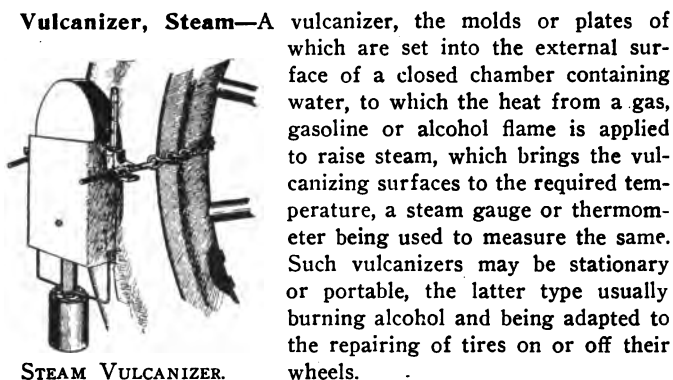 Vulcanizer, Steam—A vulcanizer, the molds or plates of
which are set into the external sur-
face of a closed chamber containing
water, to which the heat from a gas,
gasoline or alcohol flame is applied
to raise steam, which brings the vul-
canizing surfaces to the required tem-
perature, a steam gauge or thermom-
eter being used to measure the same.
Such vulcanizers may be stationary
or portable, the latter type usually
burning alcohol and being adapted to
the repairing of tires on or off their
wheels.
STEAM VULCANIZER.